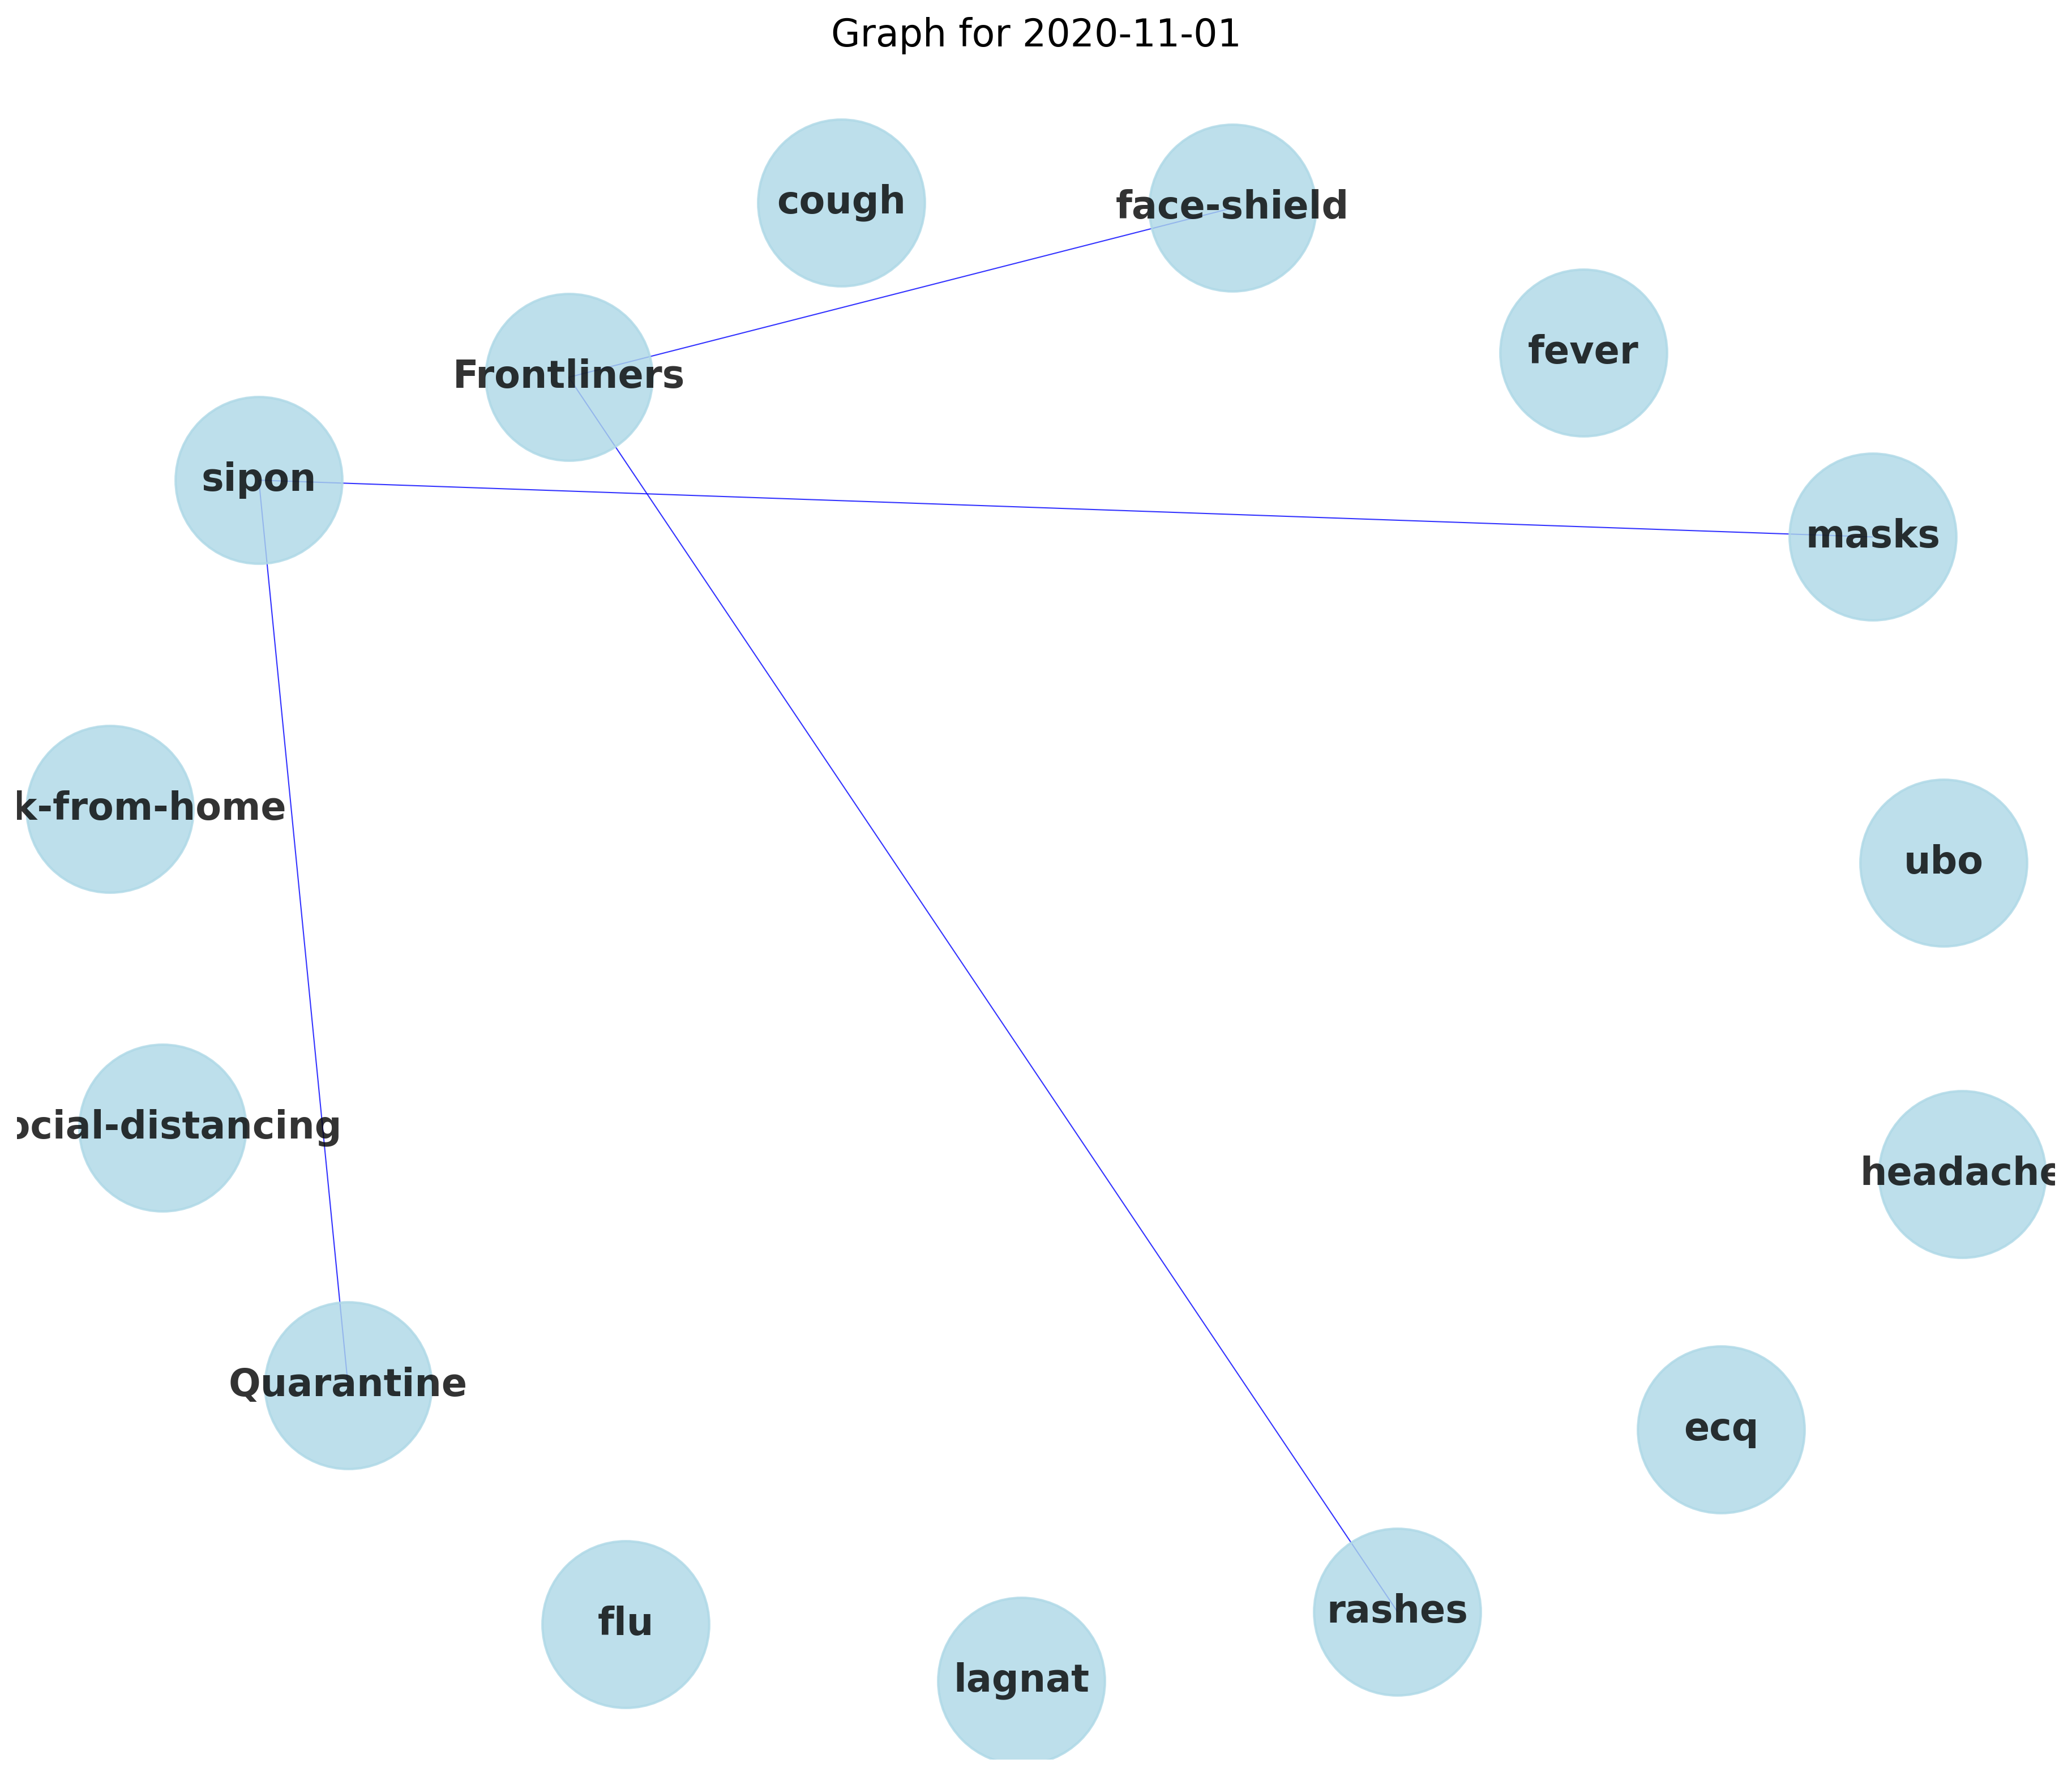 Graph for 2020-11-01
cough
face-shield
fever
Frontliners
sipon
masks
k-from-home
ubo
ocial-distancing
headache
Quarantine
ecq
rashes
flu
lagnat